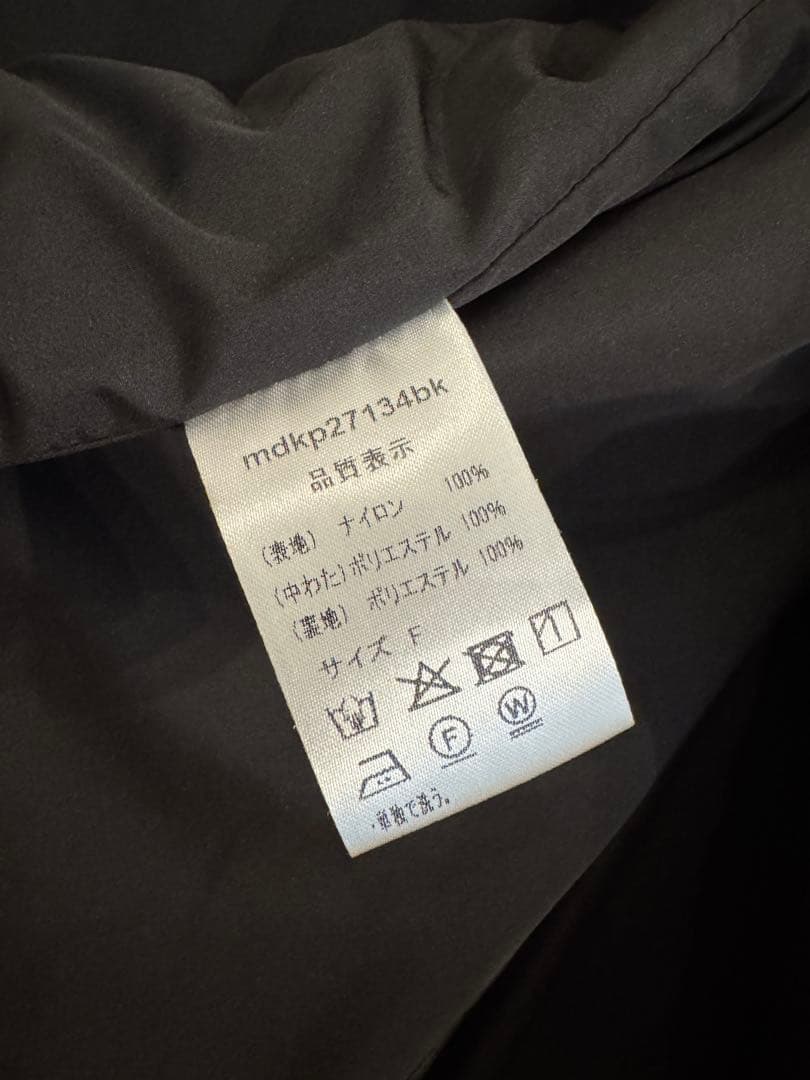 mdkp27134bk
品質表示
(表地) ナイロン 100%
(中わた) ポリエステル 100%
(裏地) ポリエステル 100%
サイズ F
F W
・単独で洗う。